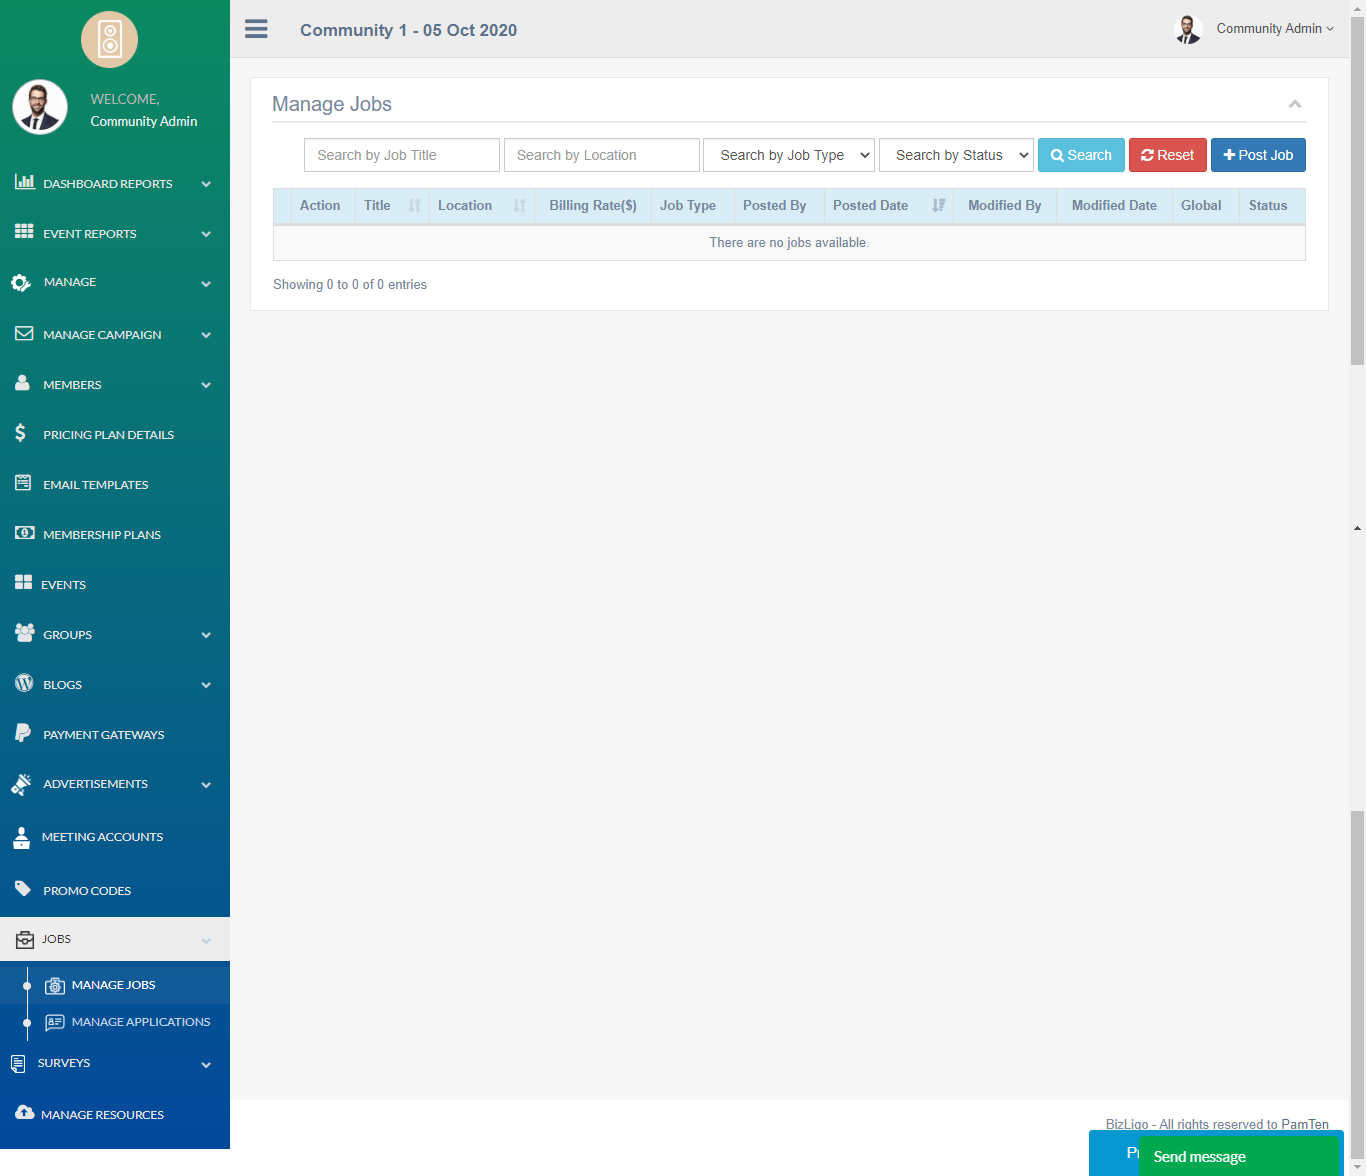 Community 1 - 05 Oct 2020
Community Admin
WELCOME,
Community Admin
DASHBOARD REPORTS
EVENT REPORTS
MANAGE
MANAGE CAMPAIGN
MEMBERS
PRICING PLAN DETAILS
EMAIL TEMPLATES
MEMBERSHIP PLANS
EVENTS
GROUPS
BLOGS
PAYMENT GATEWAYS
ADVERTISEMENTS
MEETING ACCOUNTS
PROMO CODES
JOBS
MANAGE JOBS
MANAGE APPLICATIONS
SURVEYS
MANAGE RESOURCES
Manage Jobs
Search by Job Title Search by Location Search by Job Type Search by Status Search Reset Post Job
Action Title Location Billing Rate($) Job Type Posted By Posted Date Modified By Modified Date Global Status
There are no jobs available.
Showing 0 to 0 of 0 entries
BizLigo - All rights reserved to PamTen
Send message